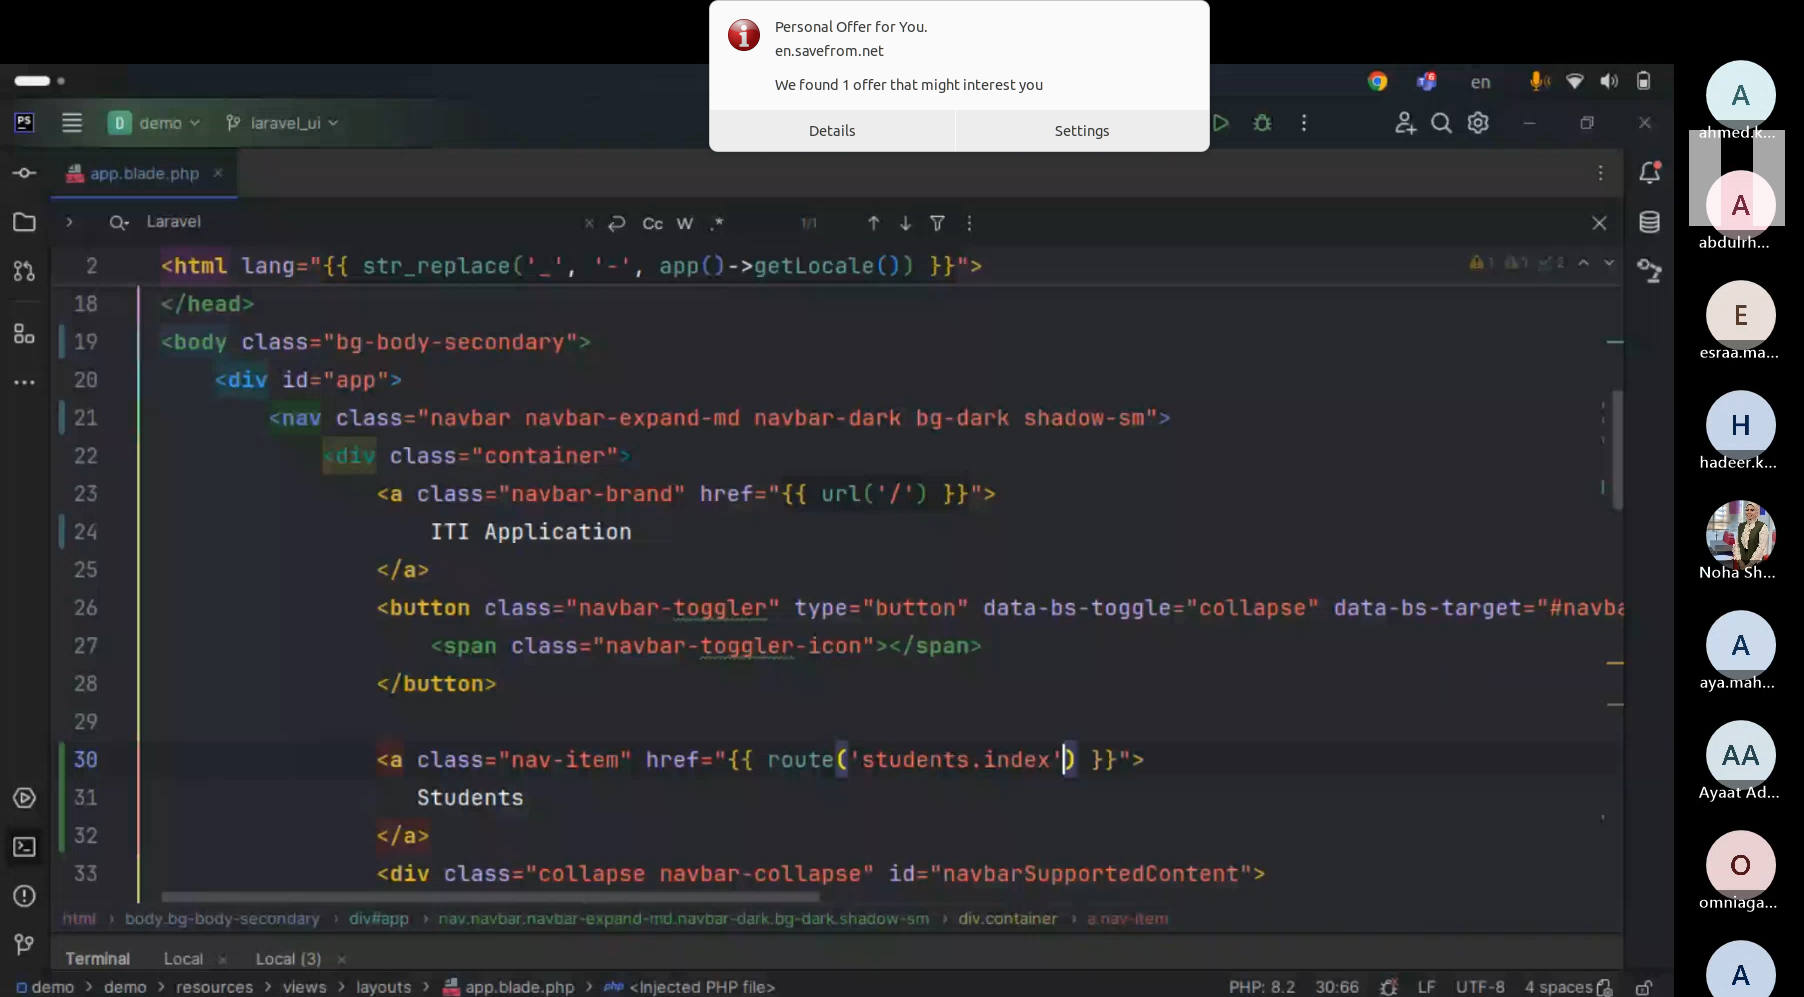 Personal Offer for You.
en.savefrom.net
We found 1 offer that might interest you
Details
Settings
en
PS
D demo
laravel_ui
app.blade.php
Laravel
Cc W .*
1/1
2 <html lang="{{ str_replace('_', '-', app()->getLocale()) }}">
18 </head>
19 <body class="bg-body-secondary">
20 <div id="app">
21 <nav class="navbar navbar-expand-md navbar-dark bg-dark shadow-sm">
22 <div class="container">
23 <a class="navbar-brand" href="{{ url('/') }}">
24 ITI Application
25 </a>
26 <button class="navbar-toggler" type="button" data-bs-toggle="collapse" data-bs-target="#navba
27 <span class="navbar-toggler-icon"></span>
28 </button>
29
30 <a class="nav-item" href="{{ route('students.index') }}">
31 Students
32 </a>
33 <div class="collapse navbar-collapse" id="navbarSupportedContent">
html › body.bg-body-secondary › div#app › nav.navbar.navbar-expand-md.navbar-dark.bg-dark.shadow-sm › div.container › a.nav-item
Terminal Local × Local (3) ×
demo › demo › resources › views › layouts › app.blade.php › php <Injected PHP file>
PHP: 8.2 30:66 LF UTF-8 4 spaces
A
ahmed.k...
A
abdulrh...
E
esraa.ma...
H
hadeer.k...
Noha Sh...
A
aya.mah...
AA
Ayaat Ad...
O
omniaga...
A